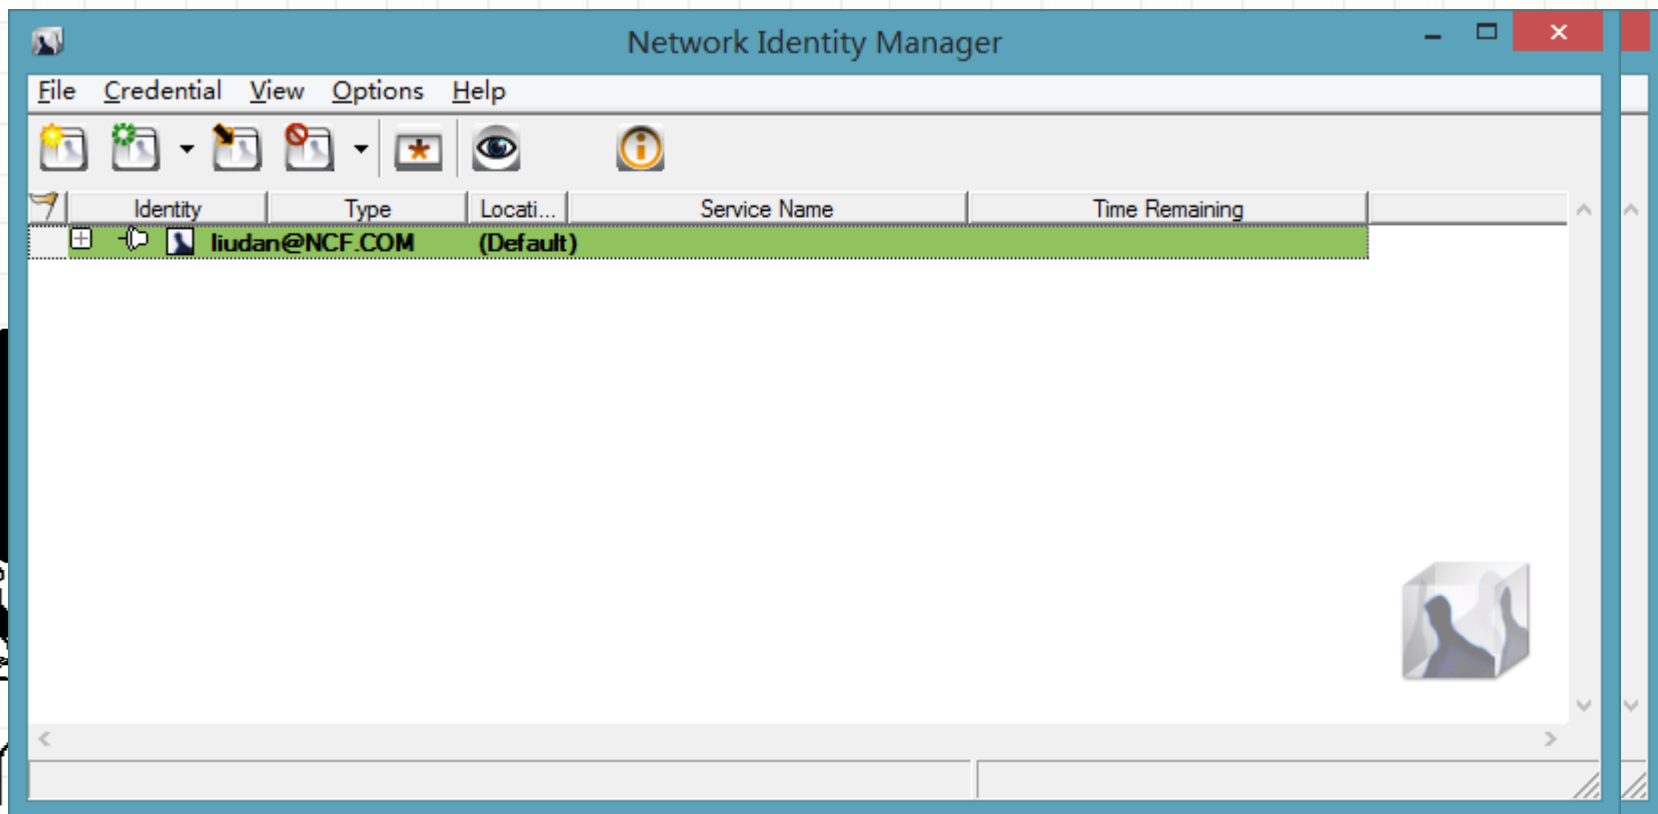 Network Identity Manager
File Credential View Options Help
Identity Type Locati... Service Name Time Remaining
liudan@NCF.COM (Default)